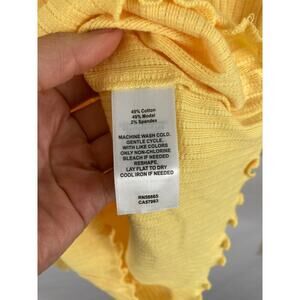 49% Cotton
49% Modal
2% Spandex
MACHINE WASH COLD.
GENTLE CYCLE.
WITH LIKE COLORS
ONLY NON-CHLORINE
BLEACH IF NEEDED
RESHAPE,
LAY FLAT TO DRY
COOL IRON IF NEEDED
RN56865
CA57983